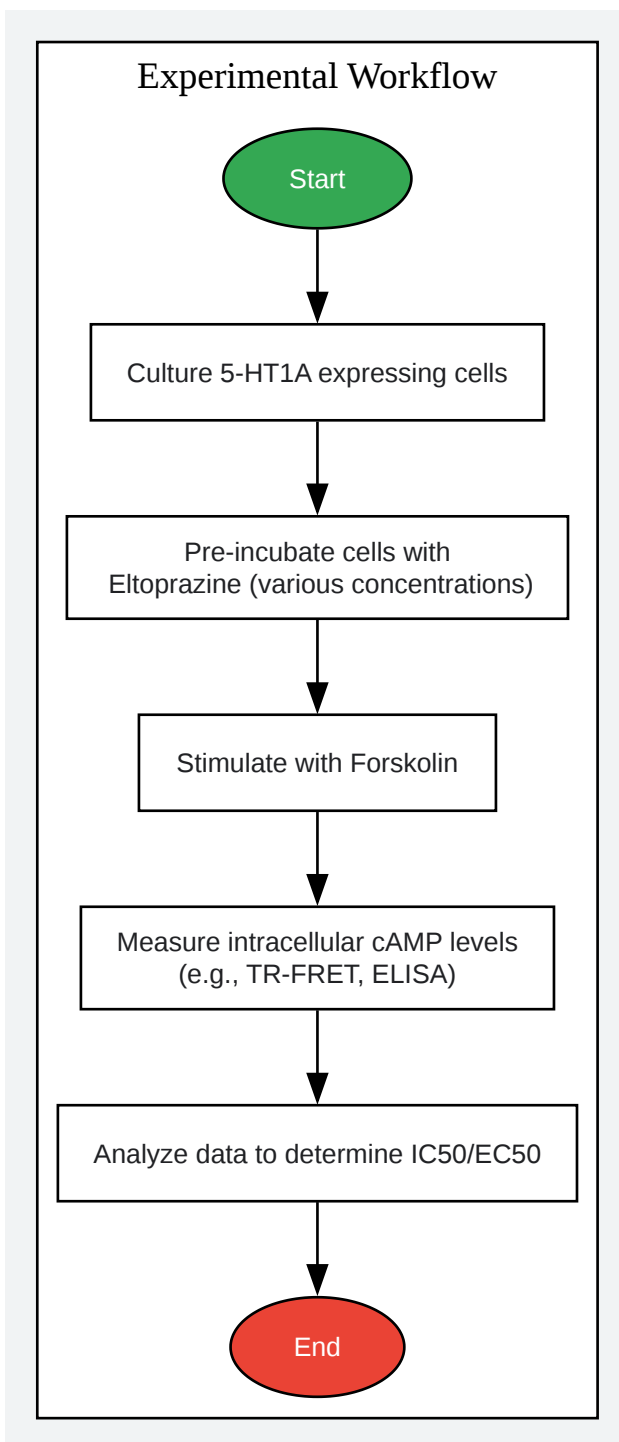 Experimental Workflow
Start
Culture 5-HT1A expressing cells
Pre-incubate cells with
Eltoprazine (various concentrations)
Stimulate with Forskolin
Measure intracellular cAMP levels
(e.g., TR-FRET, ELISA)
Analyze data to determine IC50/EC50
End